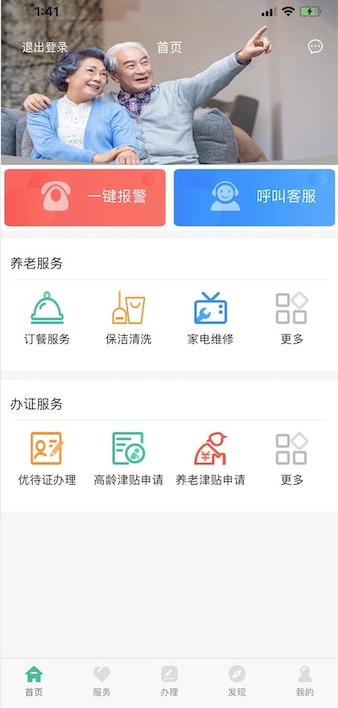 1:41
退出登录
首页
一键报警
呼叫客服
养老服务
订餐服务
保洁清洗
家电维修
更多
办证服务
优待证办理
高龄津贴申请
养老津贴申请
更多
首页
服务
办理
发现
我的